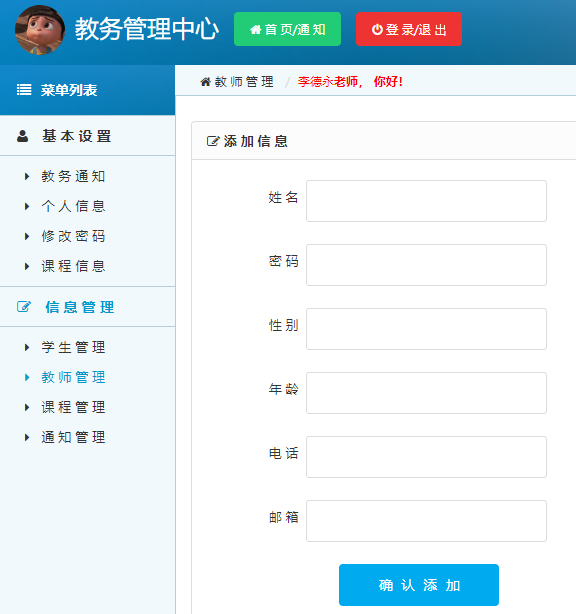 教务管理中心
首页/通知
登录/退出
菜单列表
教师管理 / 李德永老师， 你好！
基本设置
教务通知
个人信息
修改密码
课程信息
信息管理
学生管理
教师管理
课程管理
通知管理
添加信息
姓名
密码
性别
年龄
电话
邮箱
确认添加